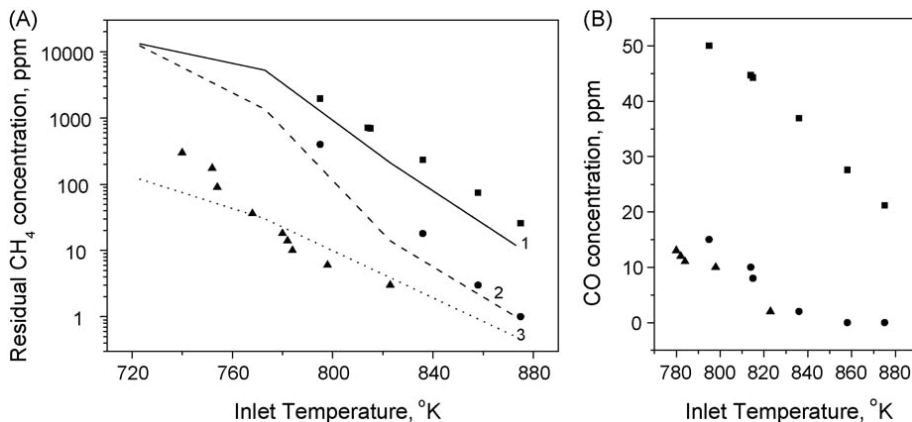 (A)
Residual CH₄ concentration, ppm
10000
1000
100
10
1
1
2
3
720 760 800 840 880
Inlet Temperature, °K
(B)
CO concentration, ppm
50
40
30
20
10
0
780 800 820 840 860 880
Inlet Temperature, °K